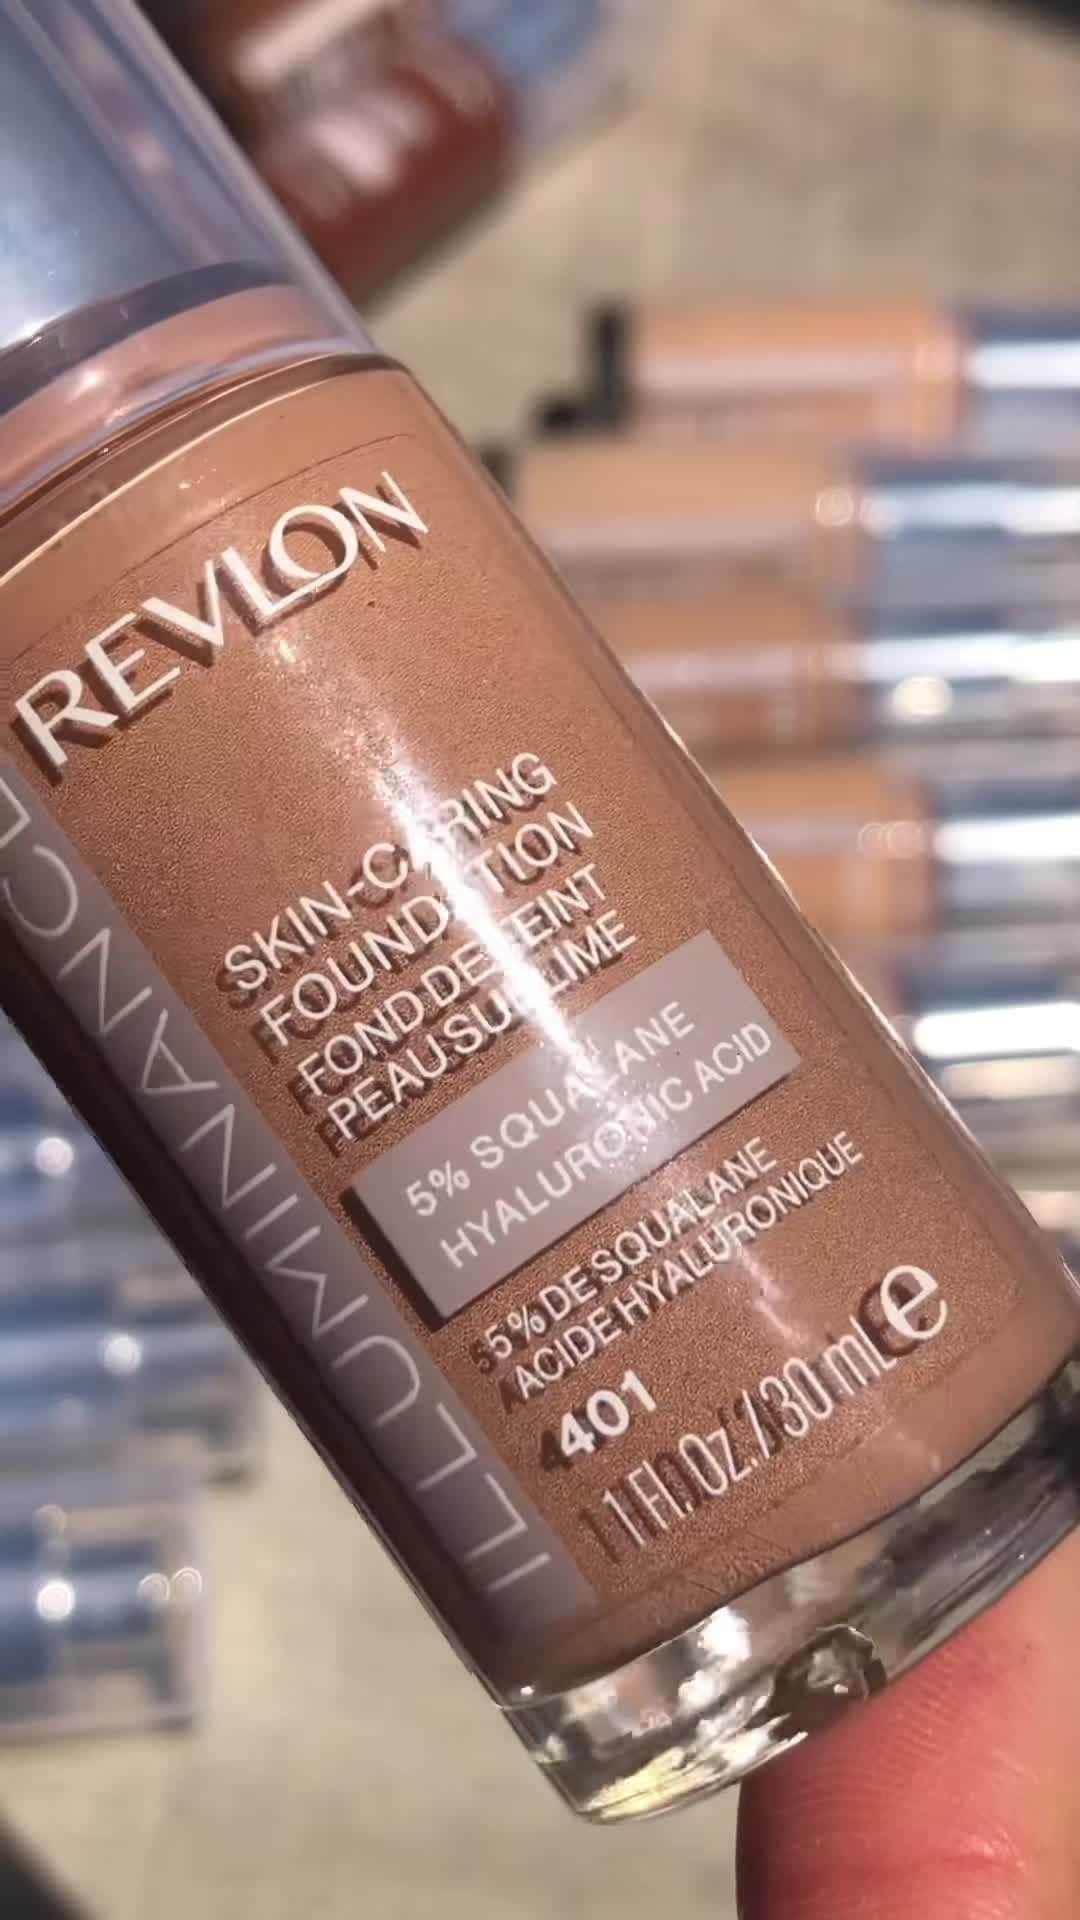 REVLON
ILLUMINANCE
SKIN-CARING
FOUNDATION
FOND DE TEINT
PEAU SUBLIME
5% SQUALANE
HYALURONIC ACID
5% DE SQUALANE
ACIDE HYALURONIQUE
401
1 Fl. Oz. / 30 mL e